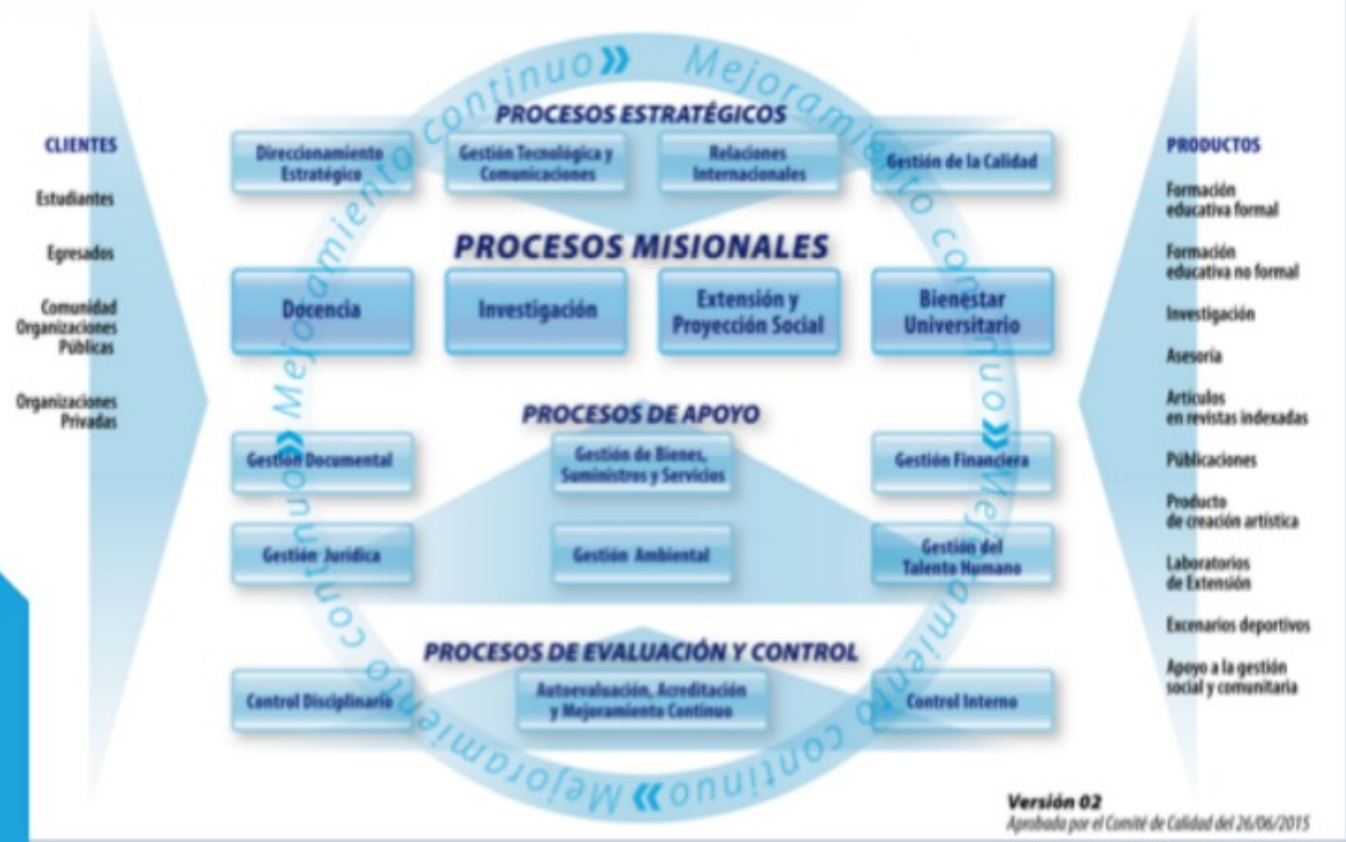 Mejoramiento continuo
Mejoramiento continuo
Mejoramiento continuo
Mejoramiento continuo
CLIENTES
Estudiantes
Egresados
Comunidad
Organizaciones
Públicas
Organizaciones
Privadas
PROCESOS ESTRATÉGICOS
Direccionamiento
Estratégico
Gestión Tecnológica y
Comunicaciones
Relaciones
Internacionales
Gestión de la Calidad
PROCESOS MISIONALES
Docencia
Investigación
Extensión y
Proyección Social
Bienestar
Universitario
PROCESOS DE APOYO
Gestión Documental
Gestión de Bienes,
Suministros y Servicios
Gestión Financiera
Gestión Jurídica
Gestión Ambiental
Gestión del
Talento Humano
PROCESOS DE EVALUACIÓN Y CONTROL
Control Disciplinario
Autoevaluación, Acreditación
y Mejoramiento Continuo
Control Interno
PRODUCTOS
Formación
educativa formal
Formación
educativa no formal
Investigación
Asesoría
Artículos
en revistas indexadas
Públicaciones
Producto
de creación artística
Laboratorios
de Extensión
Excenarios deportivos
Apoyo a la gestión
social y comunitaria
Versión 02
Aprobada por el Comité de Calidad del 26/06/2015